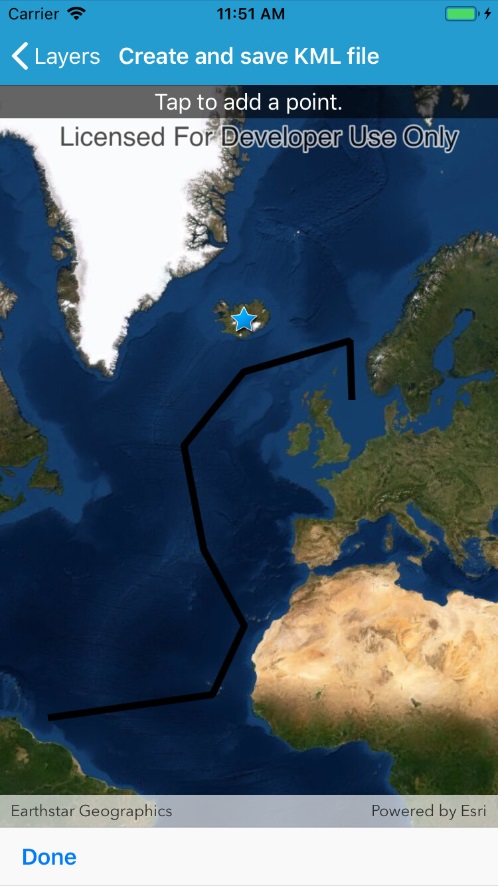 Carrier 11:51 AM
Layers Create and save KML file
Tap to add a point.
Licensed For Developer Use Only
Earthstar Geographics Powered by Esri
Done